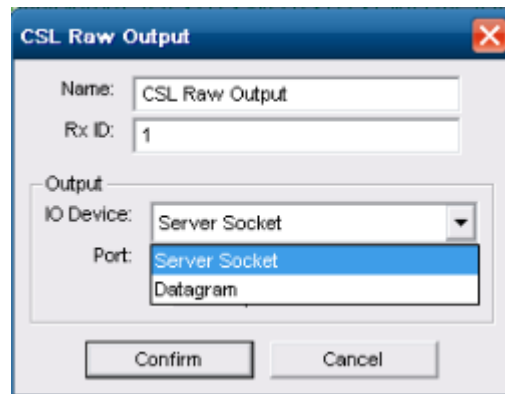 CSL Raw Output
Name: CSL Raw Output
Rx ID: 1
Output
IO Device: Server Socket
Port: Server Socket
Datagram
Confirm Cancel